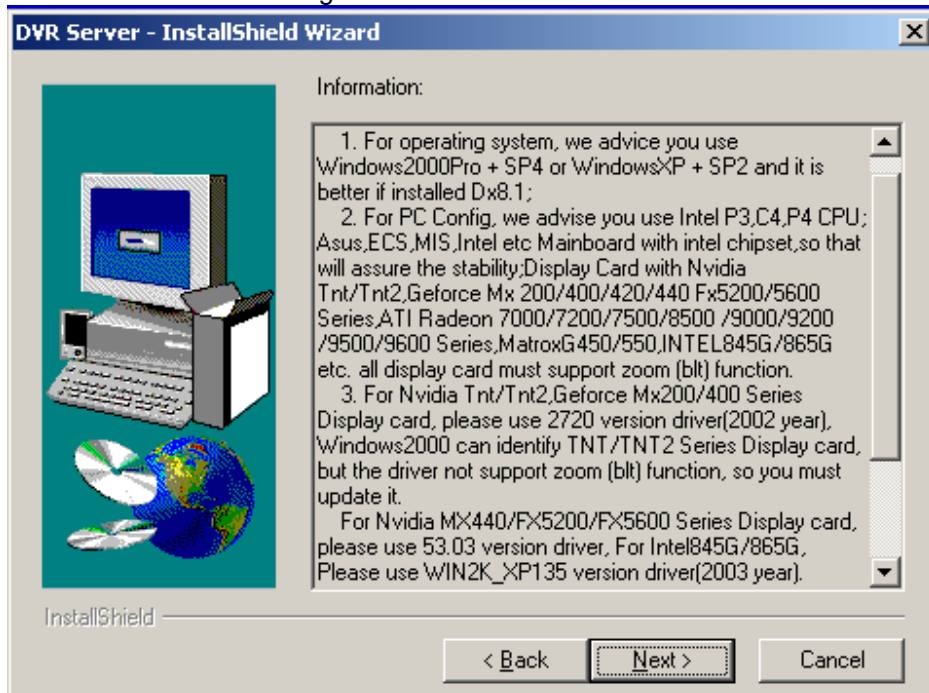 DVR Server - InstallShield Wizard
Information:
1. For operating system, we advice you use
Windows2000Pro + SP4 or WindowsXP + SP2 and it is
better if installed Dx8.1;
2. For PC Config, we advise you use Intel P3,C4,P4 CPU;
Asus,ECS,MIS,Intel etc Mainboard with intel chipset,so that
will assure the stability;Display Card with Nvidia
Tnt/Tnt2,Geforce Mx 200/400/420/440 Fx5200/5600
Series,ATI Radeon 7000/7200/7500/8500 /9000/9200
/9500/9600 Series,MatroxG450/550,INTEL845G/865G
etc. all display card must support zoom (blt) function.
3. For Nvidia Tnt/Tnt2,Geforce Mx200/400 Series
Display card, please use 2720 version driver(2002 year),
Windows2000 can identify TNT/TNT2 Series Display card,
but the driver not support zoom (blt) function, so you must
update it.
For Nvidia MX440/FX5200/FX5600 Series Display card,
please use 53.03 version driver, For Intel845G/865G,
Please use WIN2K_XP135 version driver(2003 year).
InstallShield
< Back
Next >
Cancel